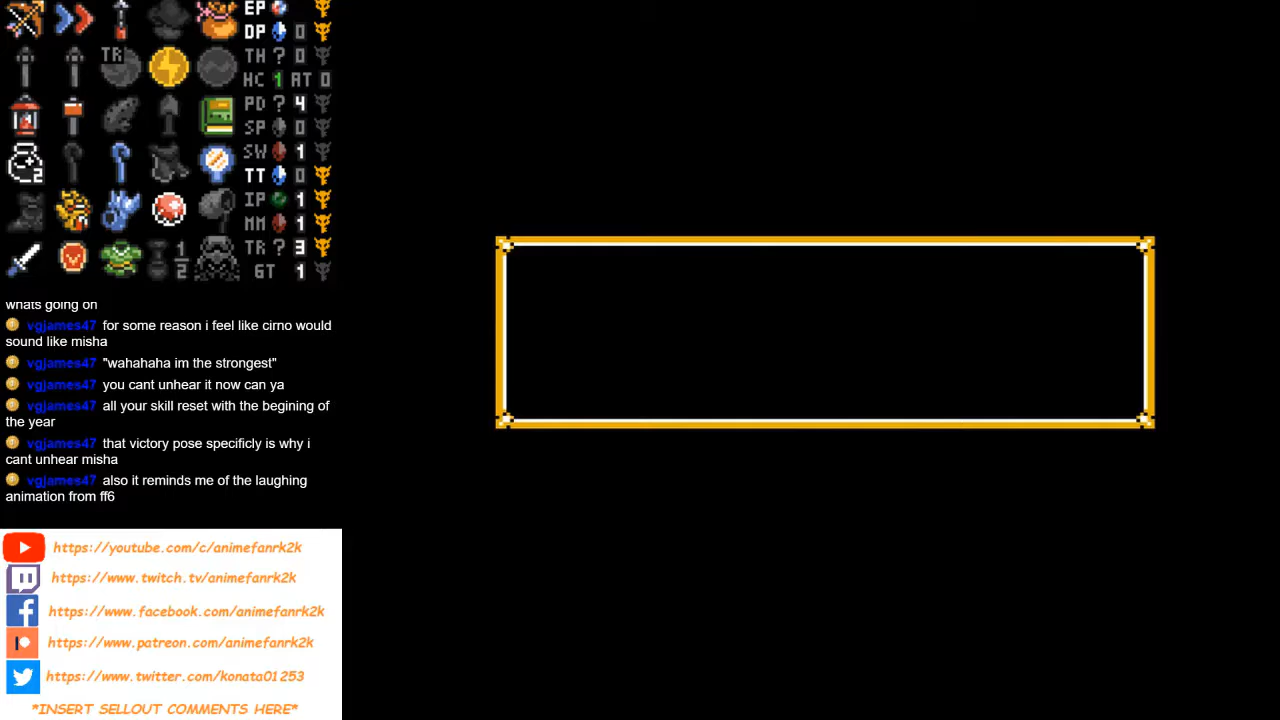 EP
DP 0
TR
TH ? 0
HC 1 AT 0
PD ? 4
SP 0
SW 1
2
TT 0
IP 1
MM 1
1
2
TR ? 3
GT 1
whats going on
vgjames47 for some reason i feel like cirno would
sound like misha
vgjames47 "wahahaha im the strongest"
vgjames47 you cant unhear it now can ya
vgjames47 all your skill reset with the begining of
the year
vgjames47 that victory pose specificly is why i
cant unhear misha
vgjames47 also it reminds me of the laughing
animation from ff6
https://youtube.com/c/animefanrk2k
https://www.twitch.tv/animefanrk2k
https://www.facebook.com/animefanrk2k
https://www.patreon.com/animefanrk2k
https://www.twitter.com/konata01253
*INSERT SELLOUT COMMENTS HERE*